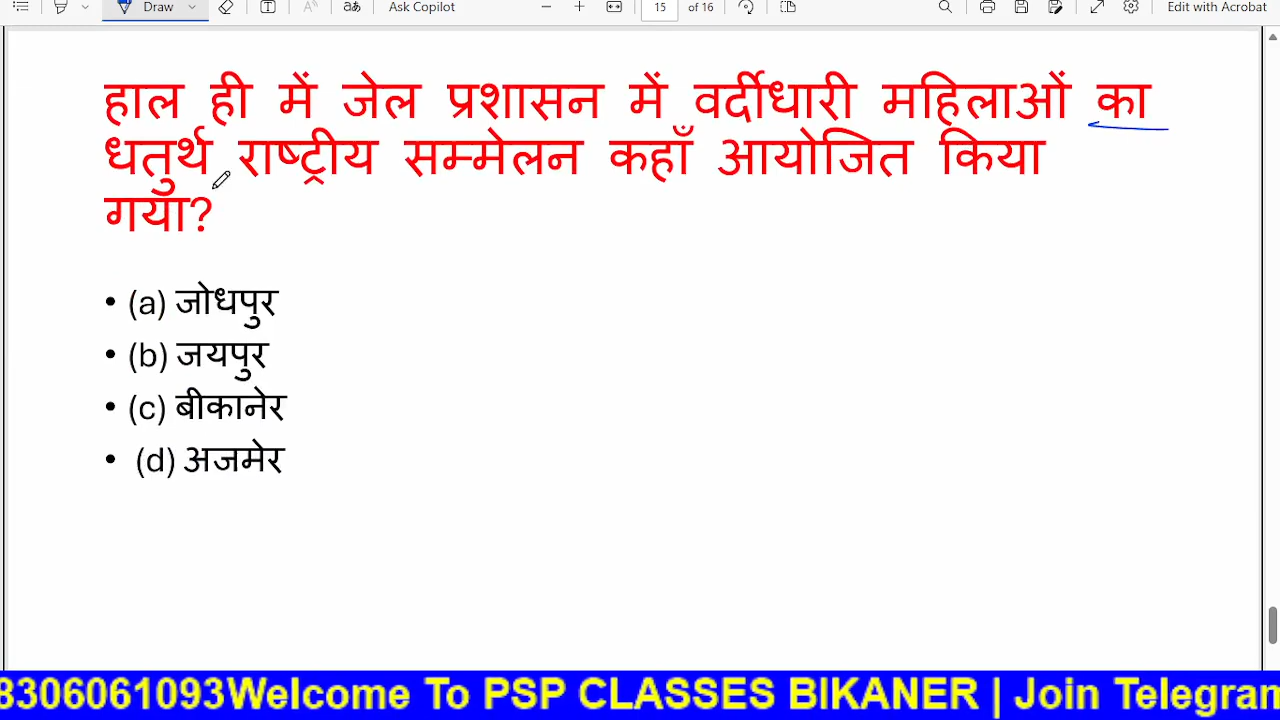 Draw
Ask Copilot
15 of 16
Edit with Acrobat
हाल ही में जेल प्रशासन में वर्दीधारी महिलाओं का
धतुर्थ राष्ट्रीय सम्मेलन कहाँ आयोजित किया
गया?
• (a) जोधपुर
• (b) जयपुर
• (c) बीकानेर
• (d) अजमेर
8306061093Welcome To PSP CLASSES BIKANER | Join Telegram